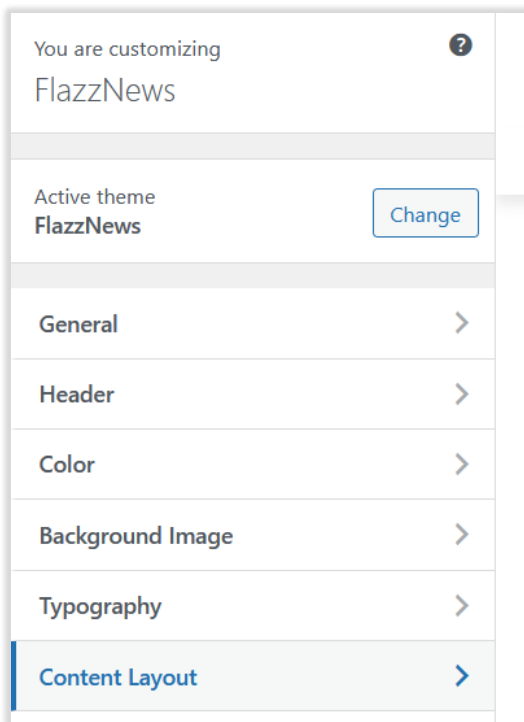 You are customizing
FlazzNews
Active theme
FlazzNews
Change
General
Header
Color
Background Image
Typography
Content Layout